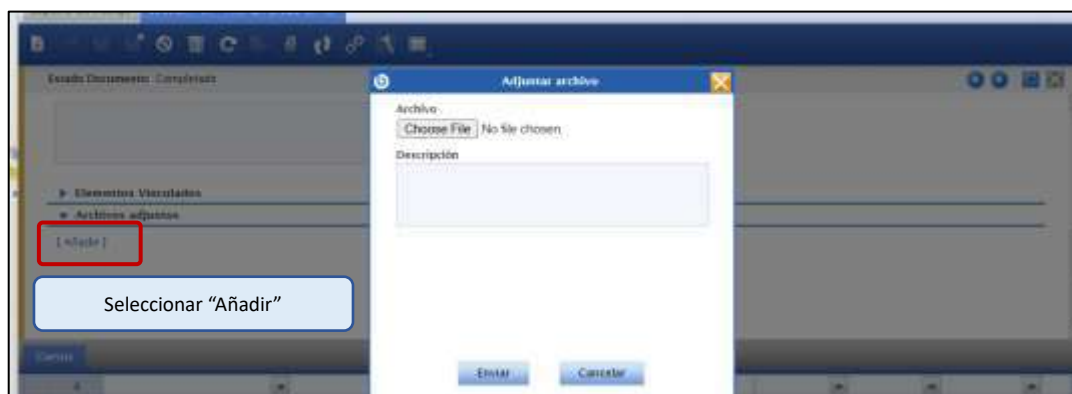 Estado Documento: Completado
Adjuntar archivo
Archivo
Choose File No file chosen
Descripción
Elementos Vinculados
Archivos adjuntos
[ Añadir ]
Seleccionar “Añadir”
Enviar Cancelar